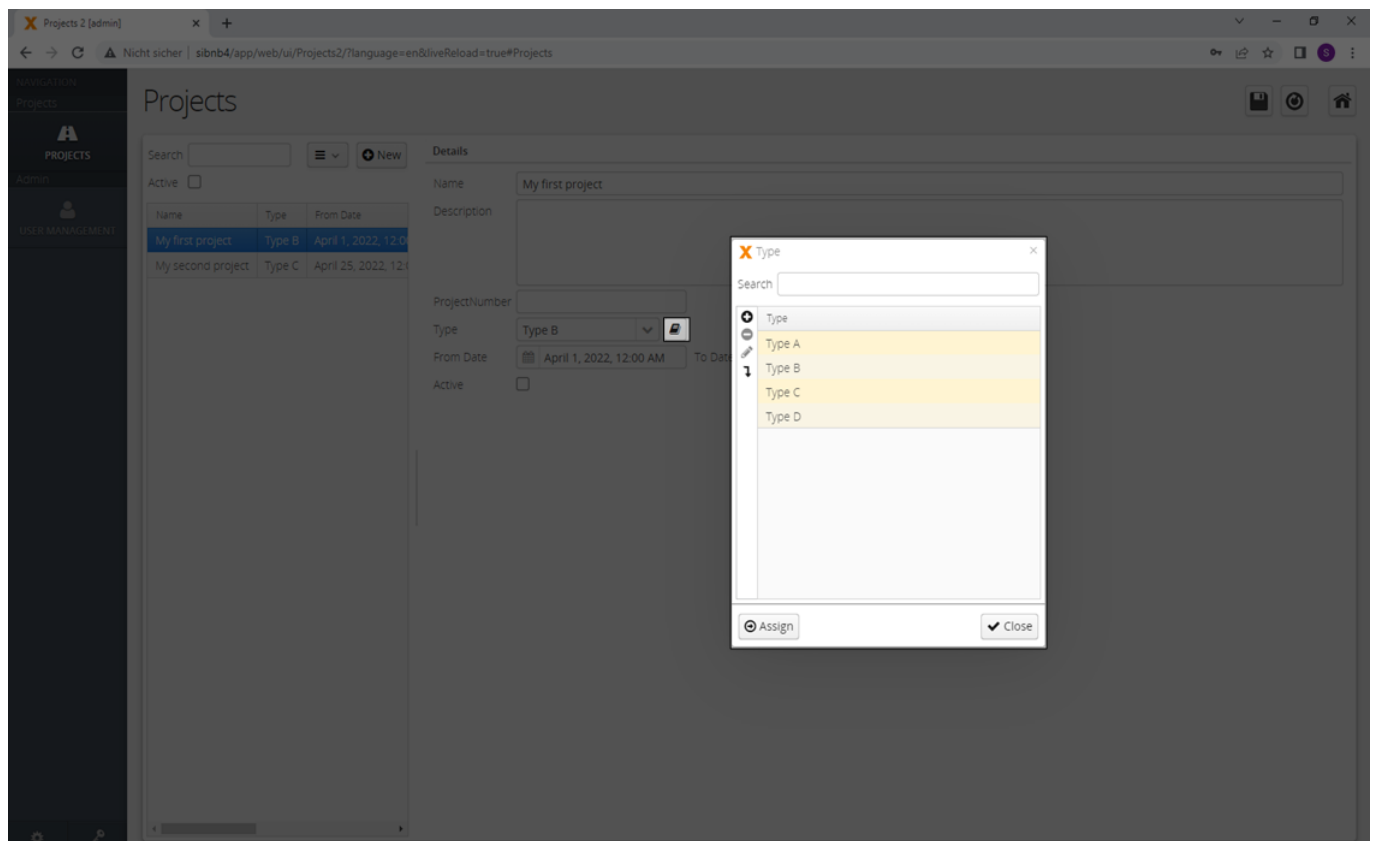 Projects 2 [admin]
Nicht sicher | sibnb4/app/web/ui/Projects2/?language=en&liveReload=true#Projects
S
NAVIGATION
Projects
PROJECTS
Admin
USER MANAGEMENT
Projects
Search
New
Active
Name Type From Date
My first project Type B April 1, 2022, 12:0
My second project Type C April 25, 2022, 12:
Details
Name My first project
Description
ProjectNumber
Type Type B
From Date April 1, 2022, 12:00 AM To Date
Active
Type
Search
Type
Type A
Type B
Type C
Type D
Assign Close